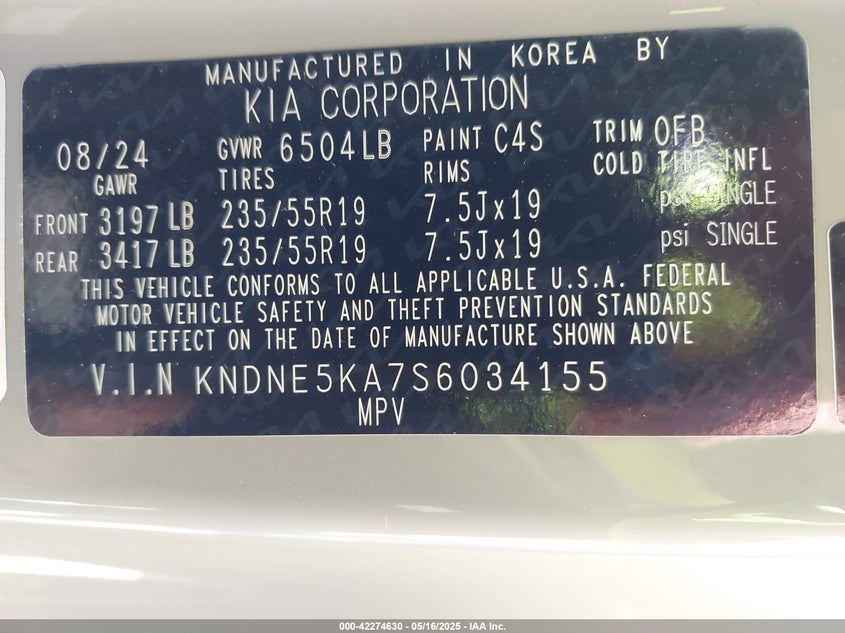 MANUFACTURED IN KOREA BY
KIA CORPORATION
08/24 GVWR 6504LB PAINT C4S TRIM OFB
GAWR TIRES RIMS COLD TIRE INFL
FRONT 3197 LB 235/55R19 7.5Jx19 psi SINGLE
REAR 3417 LB 235/55R19 7.5Jx19 psi SINGLE
THIS VEHICLE CONFORMS TO ALL APPLICABLE U.S.A. FEDERAL
MOTOR VEHICLE SAFETY AND THEFT PREVENTION STANDARDS
IN EFFECT ON THE DATE OF MANUFACTURE SHOWN ABOVE
V.I.N KNDNE5KA7S6034155
MPV
000-42274630 - 05/16/2025 - IAA Inc.